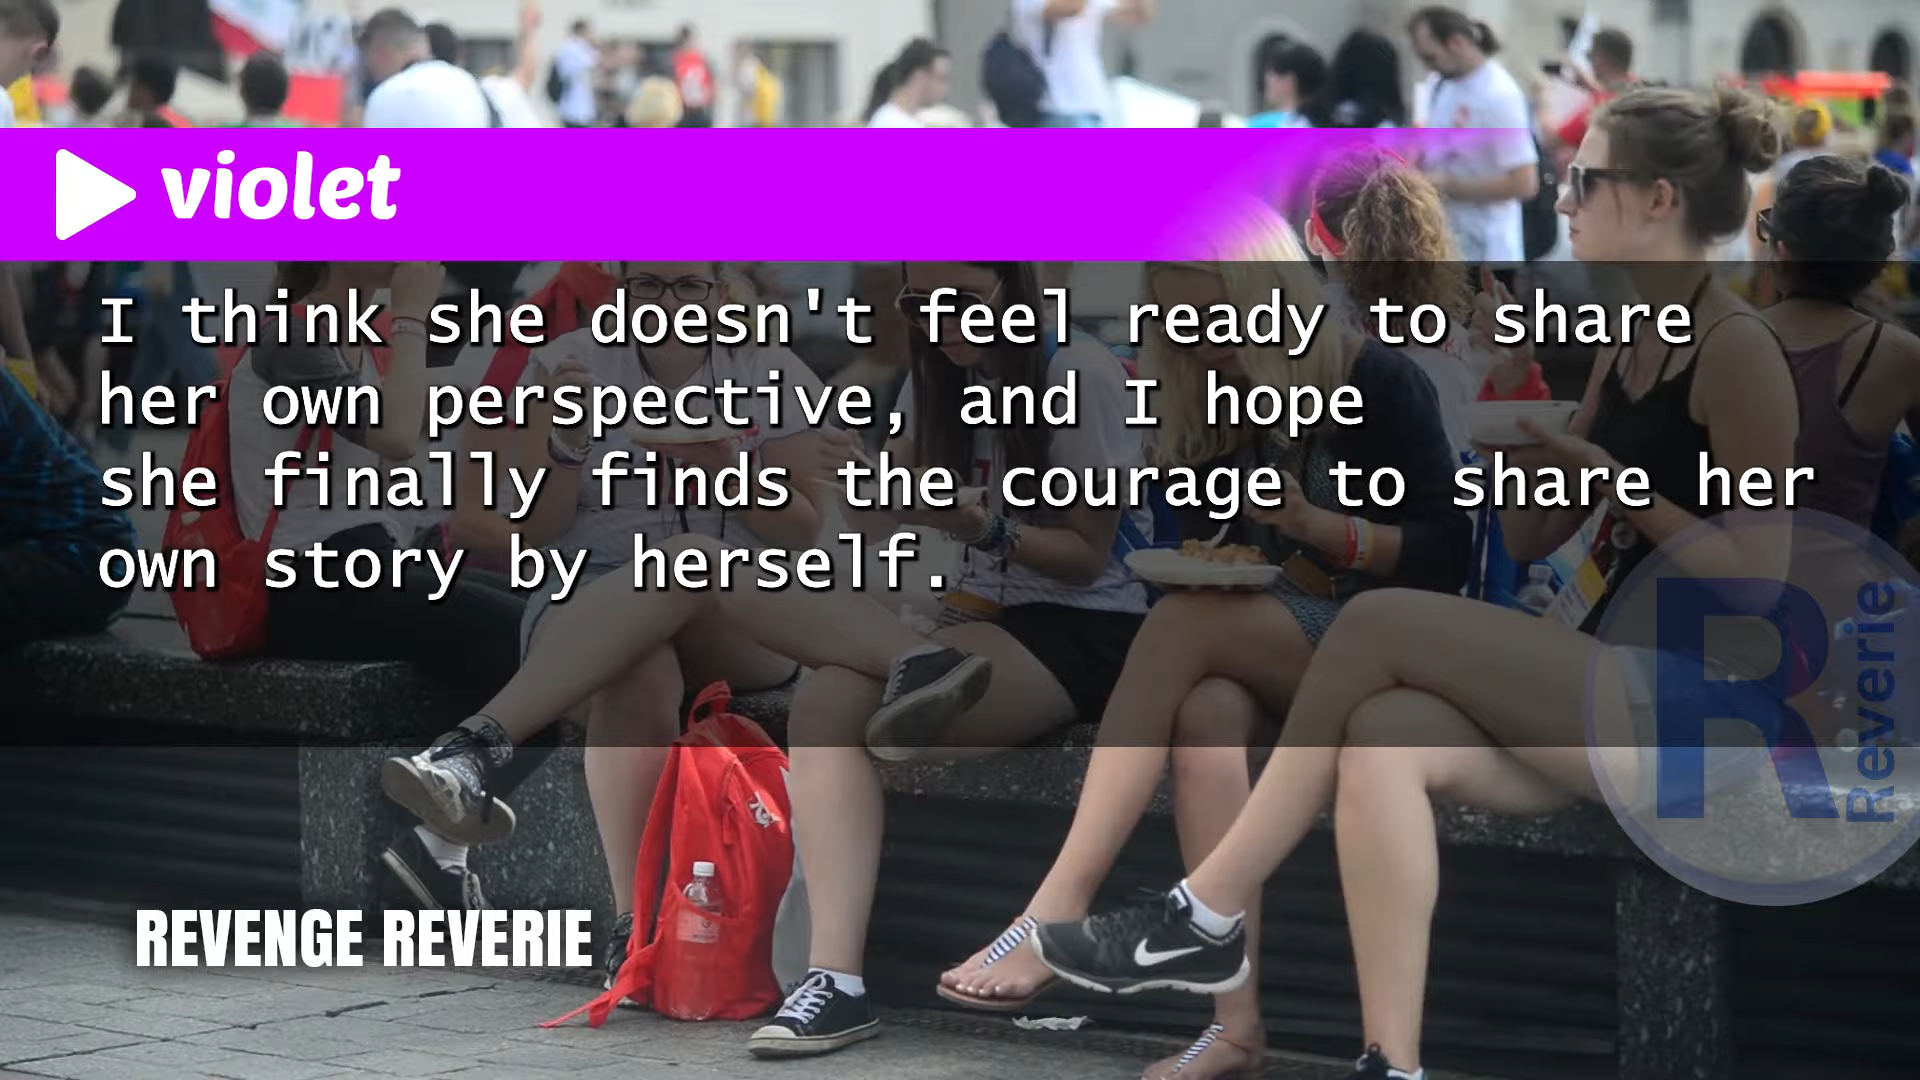 violet
I think she doesn't feel ready to share
her own perspective, and I hope
she finally finds the courage to share her
own story by herself.
R
Reverie
REVENGE REVERIE